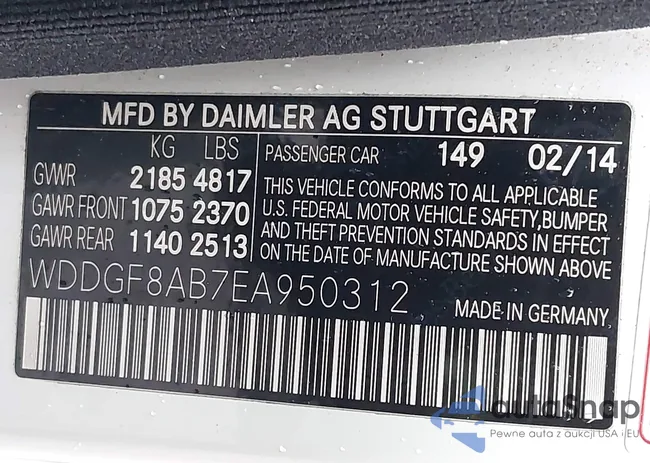 MFD BY DAIMLER AG STUTTGART
KG LBS
GVWR 2185 4817
GAWR FRONT 1075 2370
GAWR REAR 1140 2513
PASSENGER CAR 149 02/14
THIS VEHICLE CONFORMS TO ALL APPLICABLE
U.S. FEDERAL MOTOR VEHICLE SAFETY, BUMPER
AND THEFT PREVENTION STANDARDS IN EFFECT
ON THE DATE OF MANUFACTURE SHOWN ABOVE.
WDDGF8AB7EA950312
MADE IN GERMANY
autoSnap
Pewne auta z aukcji USA i EU